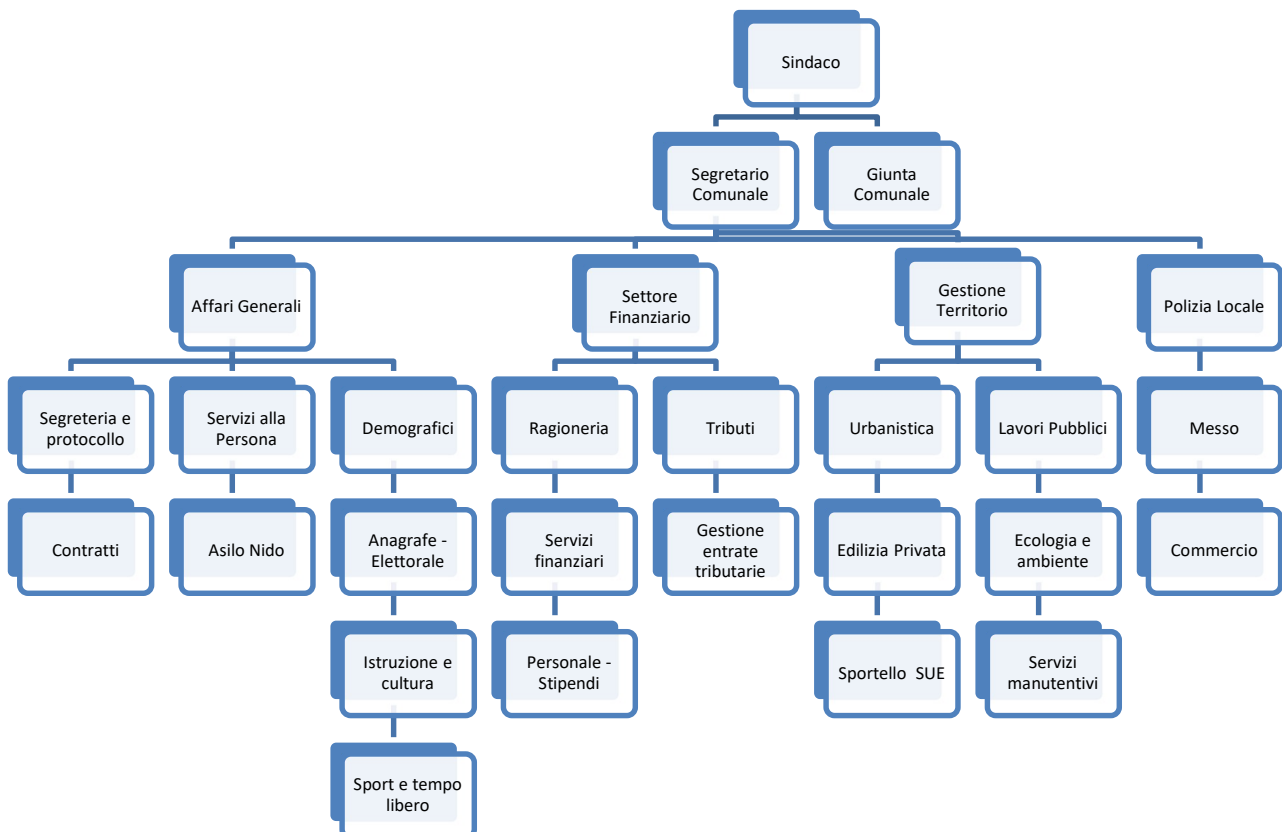 Sindaco
Segretario
Comunale
Giunta
Comunale
Affari Generali
Settore
Finanziario
Gestione
Territorio
Polizia Locale
Segreteria e
protocollo
Servizi alla
Persona
Demografici
Ragioneria
Tributi
Urbanistica
Lavori Pubblici
Messo
Contratti
Asilo Nido
Anagrafe -
Elettorale
Servizi
finanziari
Gestione
entrate
tributarie
Edilizia Privata
Ecologia e
ambiente
Commercio
Istruzione e
cultura
Personale -
Stipendi
Sportello SUE
Servizi
manutentivi
Sport e tempo
libero